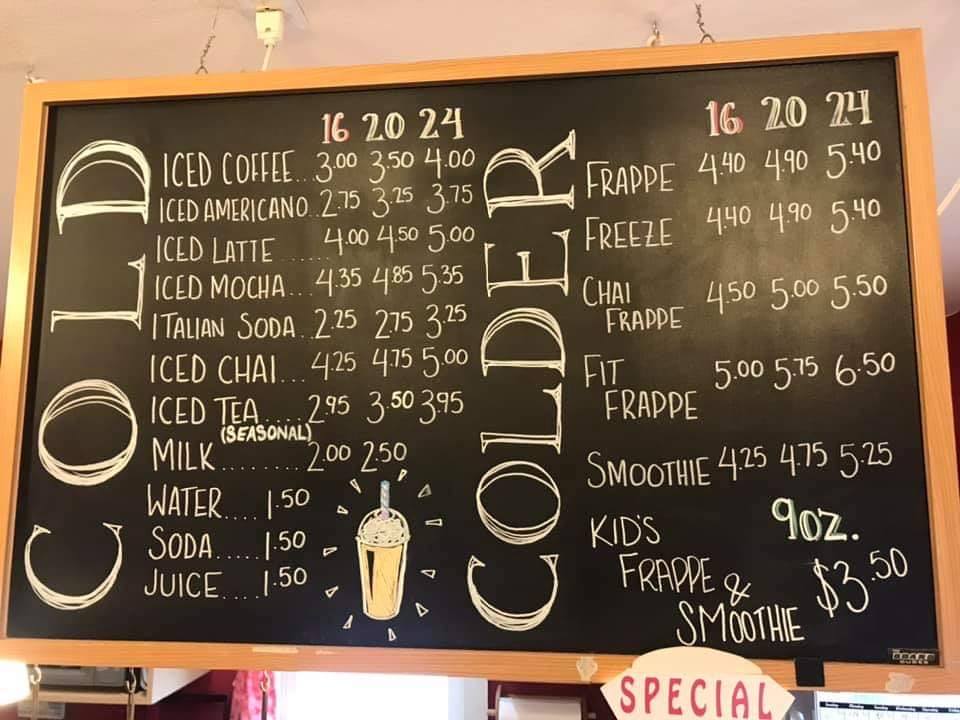 COLD
16 20 24
ICED COFFEE...3.00 3.50 4.00
ICED AMERICANO..2.75 3.25 3.75
ICED LATTE ...... 4.00 4.50 5.00
ICED MOCHA... 4.35 4.85 5.35
ITALIAN SODA..2.25 2.75 3.25
ICED CHAI.... 4.25 4.75 5.00
ICED TEA..... 2.95 3.50 3.95
(SEASONAL)
MILK........ 2.00 2.50
WATER.... 1.50
SODA..... 1.50
JUICE.... 1.50
COLDER
16 20 24
FRAPPE 4.40 4.90 5.40
FREEZE 4.40 4.90 5.40
CHAI
FRAPPE 4.50 5.00 5.50
FIT
FRAPPE 5.00 5.75 6.50
SMOOTHIE 4.25 4.75 5.25
KID'S 9oz.
FRAPPE &
SMOOTHIE $3.50
SPECIAL